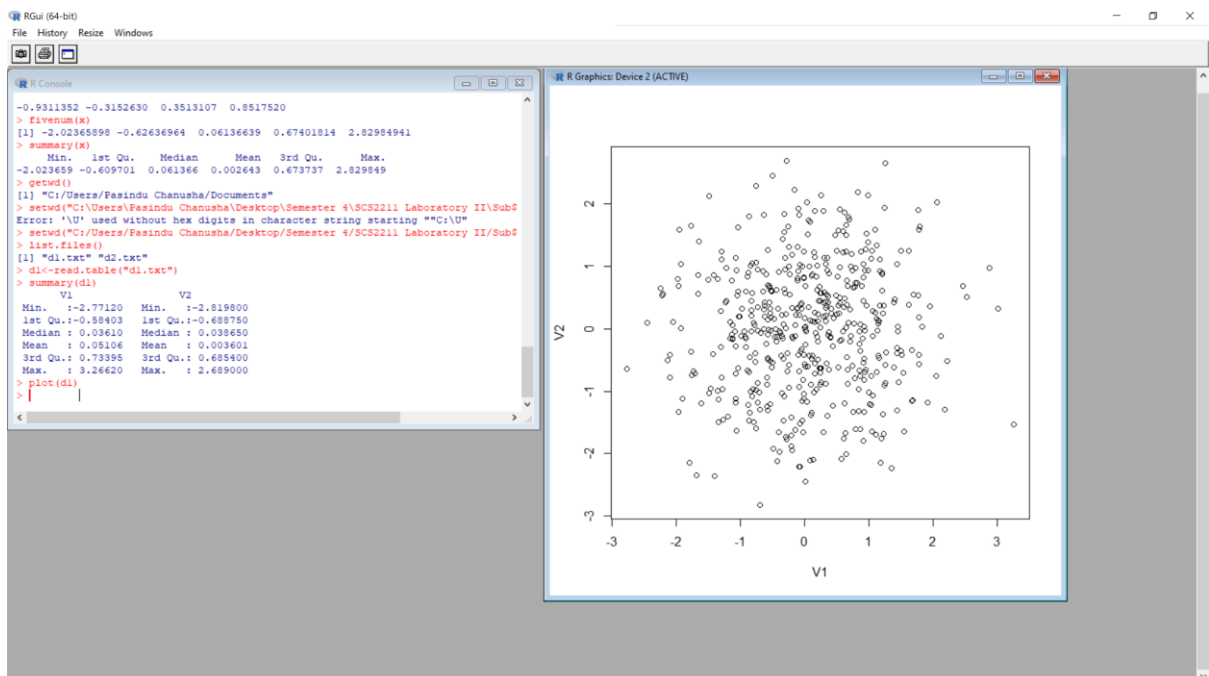 RGui (64-bit)
File History Resize Windows
R Console
-0.9311352 -0.3152630 0.3513107 0.8517520
> fivenum(x)
[1] -2.02365898 -0.62636964 0.06136639 0.67401814 2.82984941
> summary(x)
Min. 1st Qu. Median Mean 3rd Qu. Max.
-2.023659 -0.609701 0.061366 0.002643 0.673737 2.829849
> getwd()
[1] "C:/Users/Pasindu Chanusha/Documents"
> setwd("C:\Users\Pasindu Chanusha\Desktop\Semester 4\SCS2211 Laboratory II\Sub$
Error: '\U' used without hex digits in character string starting ""C:\U"
> setwd("C:/Users/Pasindu Chanusha/Desktop/Semester 4/SCS2211 Laboratory II/Sub$
> list.files()
[1] "d1.txt" "d2.txt"
> d1<-read.table("d1.txt")
> summary(d1)
V1 V2
Min. :-2.77120 Min. :-2.819800
1st Qu.:-0.58403 1st Qu.:-0.688750
Median : 0.03610 Median : 0.038650
Mean : 0.05106 Mean : 0.003601
3rd Qu.: 0.73395 3rd Qu.: 0.685400
Max. : 3.26620 Max. : 2.689000
> plot(d1)
>
R Graphics: Device 2 (ACTIVE)
2
1
0
-1
-2
-3
V2
-3 -2 -1 0 1 2 3
V1